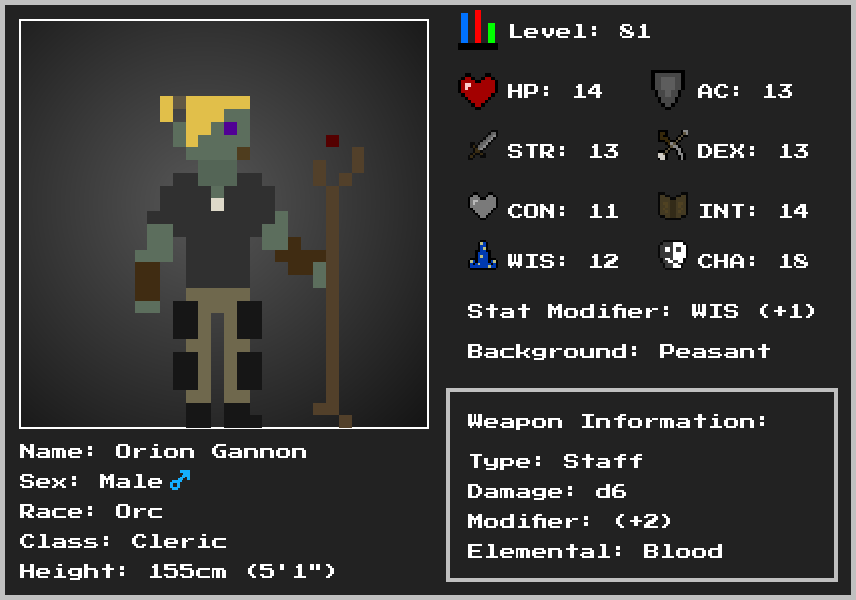 Level: 81
HP: 14 AC: 13
STR: 13 DEX: 13
CON: 11 INT: 14
WIS: 12 CHA: 18
Stat Modifier: WIS (+1)
Background: Peasant
Weapon Information:
Type: Staff
Damage: d6
Modifier: (+2)
Elemental: Blood
Name: Orion Gannon
Sex: Male♂
Race: Orc
Class: Cleric
Height: 155cm (5'1")